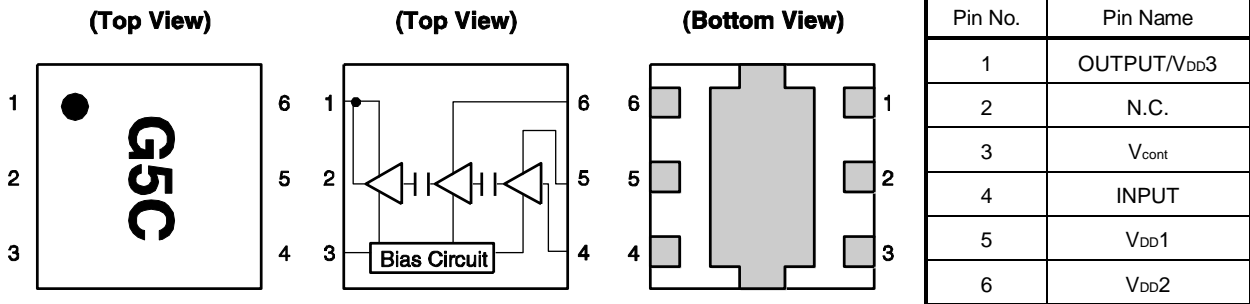 (Top View)
1
2
3
G5C
6
5
4
(Top View)
1
2
3
Bias Circuit
6
5
4
(Bottom View)
6
5
4
1
2
3
Pin No. Pin Name
1 OUTPUT/VDD3
2 N.C.
3 Vcont
4 INPUT
5 VDD1
6 VDD2